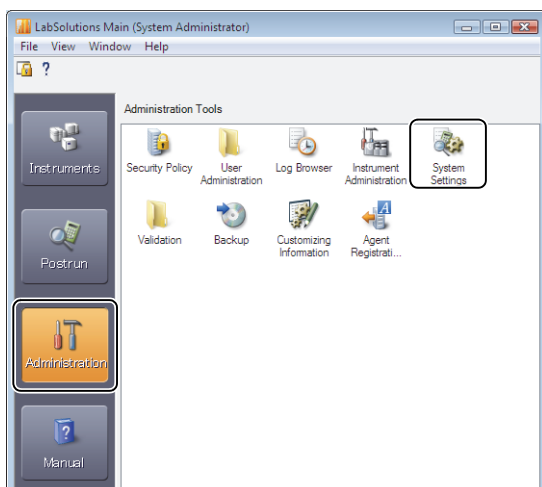 LabSolutions Main (System Administrator)
File View Window Help
?
Administration Tools
Instruments
Security Policy
User
Administration
Log Browser
Instrument
Administration
System
Settings
Postrun
Validation
Backup
Customizing
Information
Agent
Registrati...
Administration
Manual